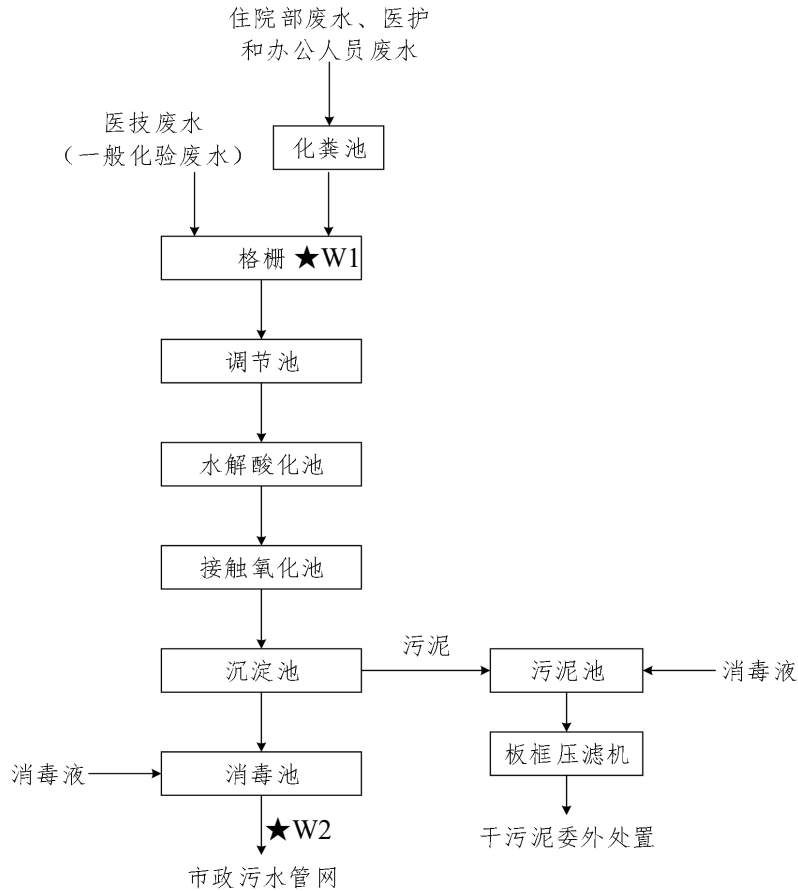 住院部废水、医护
和办公人员废水
医技废水
（一般化验废水）
化粪池
格栅 ★W1
调节池
水解酸化池
接触氧化池
沉淀池
污泥
污泥池
消毒液
板框压滤机
消毒液
消毒池
★W2
干污泥委外处置
市政污水管网